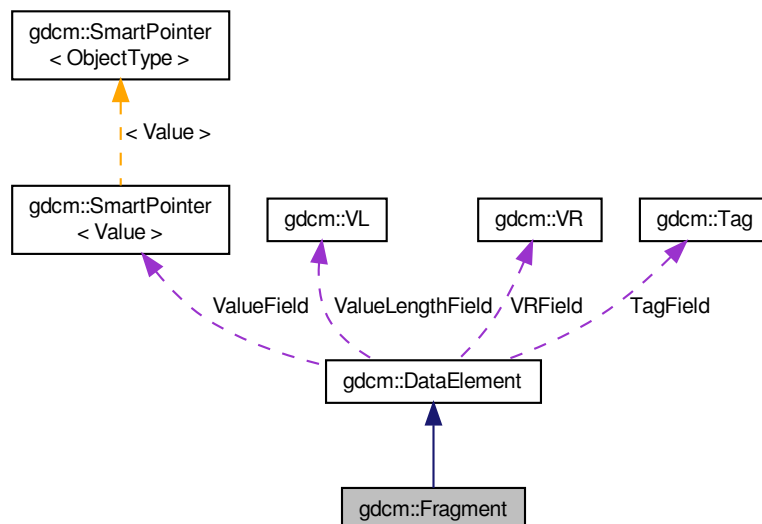 gdcm::SmartPointer
< ObjectType >
< Value >
gdcm::SmartPointer
< Value >
gdcm::VL
gdcm::VR
gdcm::Tag
ValueField
ValueLengthField
VRField
TagField
gdcm::DataElement
gdcm::Fragment